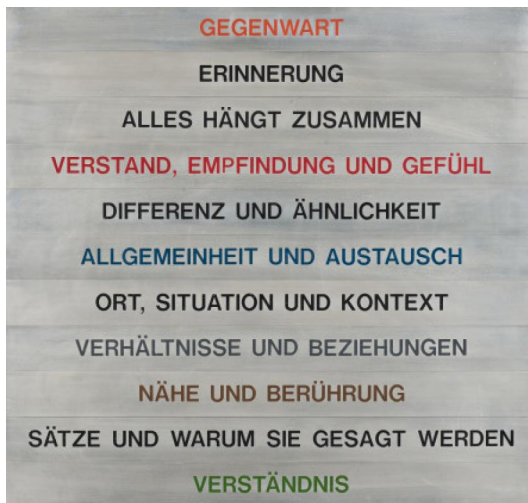 GEGENWART
ERINNERUNG
ALLES HÄNGT ZUSAMMEN
VERSTAND, EMPFINDUNG UND GEFÜHL
DIFFERENZ UND ÄHNLICHKEIT
ALLGEMEINHEIT UND AUSTAUSCH
ORT, SITUATION UND KONTEXT
VERHÄLTNISSE UND BEZIEHUNGEN
NÄHE UND BERÜHRUNG
SÄTZE UND WARUM SIE GESAGT WERDEN
VERSTÄNDNIS